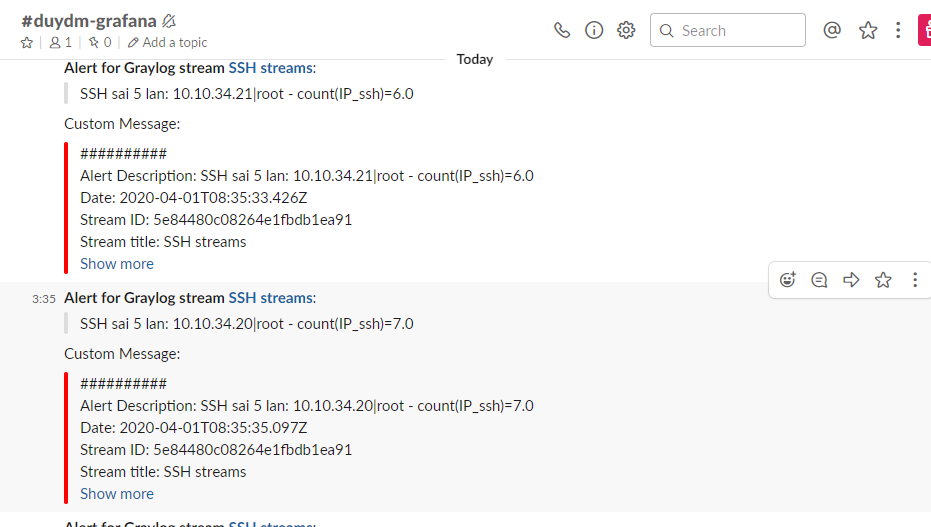 #duydm-grafana
1
0
Add a topic
Search
Today
Alert for Graylog stream SSH streams:
SSH sai 5 lan: 10.10.34.21|root - count(IP_ssh)=6.0
Custom Message:
##########
Alert Description: SSH sai 5 lan: 10.10.34.21|root - count(IP_ssh)=6.0
Date: 2020-04-01T08:35:33.426Z
Stream ID: 5e84480c08264e1fbdb1ea91
Stream title: SSH streams
Show more
3:35 Alert for Graylog stream SSH streams:
SSH sai 5 lan: 10.10.34.20|root - count(IP_ssh)=7.0
Custom Message:
##########
Alert Description: SSH sai 5 lan: 10.10.34.20|root - count(IP_ssh)=7.0
Date: 2020-04-01T08:35:35.097Z
Stream ID: 5e84480c08264e1fbdb1ea91
Stream title: SSH streams
Show more
Alert for Graylog stream SSH streams: